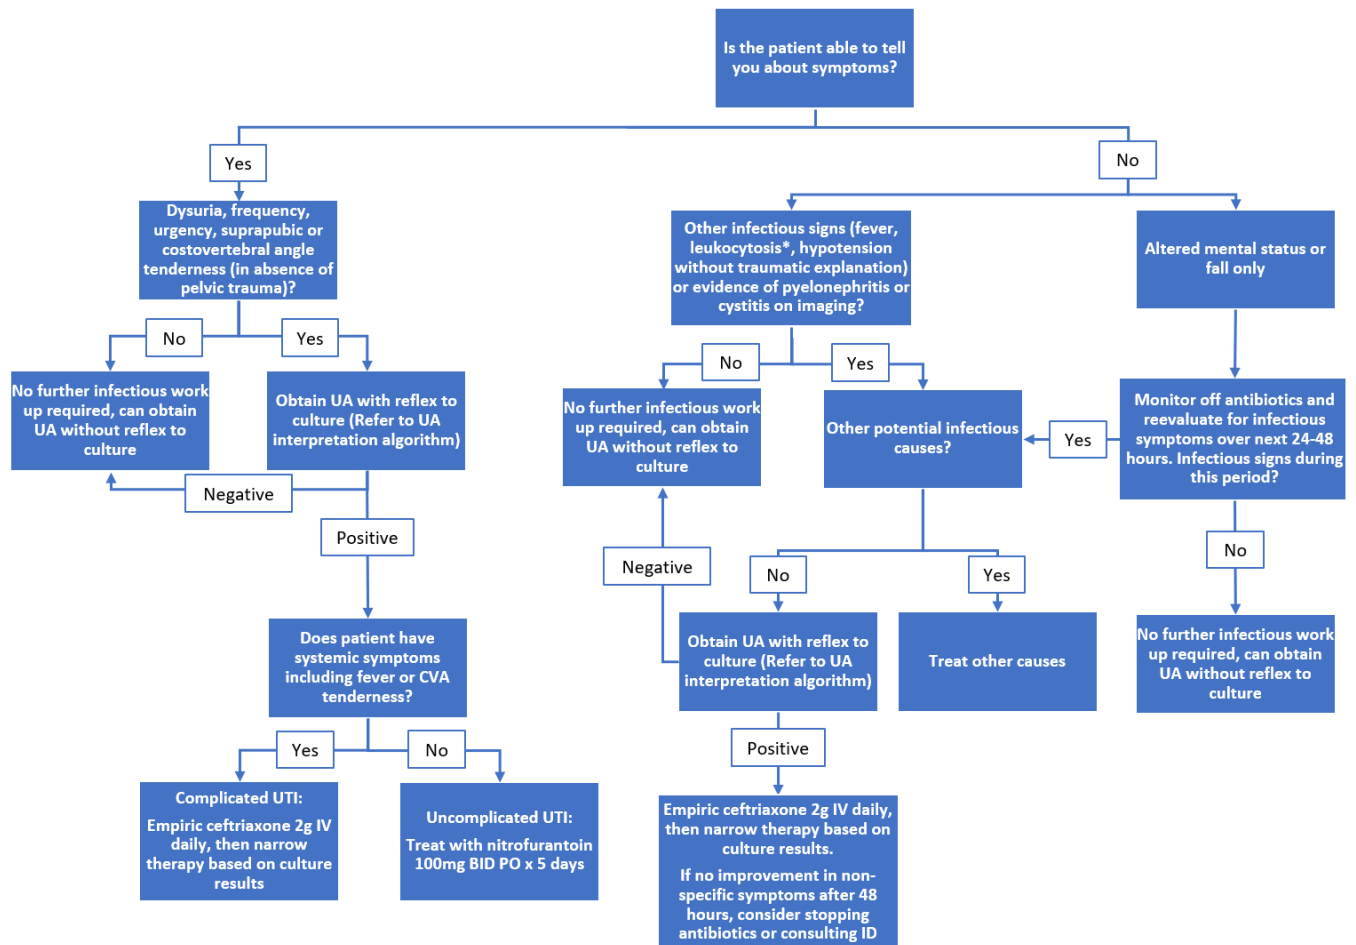 Is the patient able to tell
you about symptoms?
Yes
No
Dysuria, frequency,
urgency, suprapubic or
costovertebral angle
tenderness (in absence of
pelvic trauma)?
Other infectious signs (fever,
leukocytosis*, hypotension
without traumatic explanation)
or evidence of pyelonephritis or
cystitis on imaging?
Altered mental status or
fall only
No
Yes
No
Yes
No further infectious work
up required, can obtain
UA without reflex to
culture
Obtain UA with reflex to
culture (Refer to UA
interpretation algorithm)
No further infectious work
up required, can obtain
UA without reflex to
culture
Other potential infectious
causes?
Yes
Monitor off antibiotics and
reevaluate for infectious
symptoms over next 24-48
hours. Infectious signs during
this period?
Negative
Positive
Negative
No
Yes
No
Does patient have
systemic symptoms
including fever or CVA
tenderness?
Obtain UA with reflex to
culture (Refer to UA
interpretation algorithm)
Treat other causes
No further infectious work
up required, can obtain
UA without reflex to
culture
Yes
No
Positive
Complicated UTI:
Empiric ceftriaxone 2g IV
daily, then narrow
therapy based on culture
results
Uncomplicated UTI:
Treat with nitrofurantoin
100mg BID PO x 5 days
Empiric ceftriaxone 2g IV
daily, then narrow therapy based on
culture results.
If no improvement in non-
specific symptoms after 48
hours, consider stopping
antibiotics or consulting ID